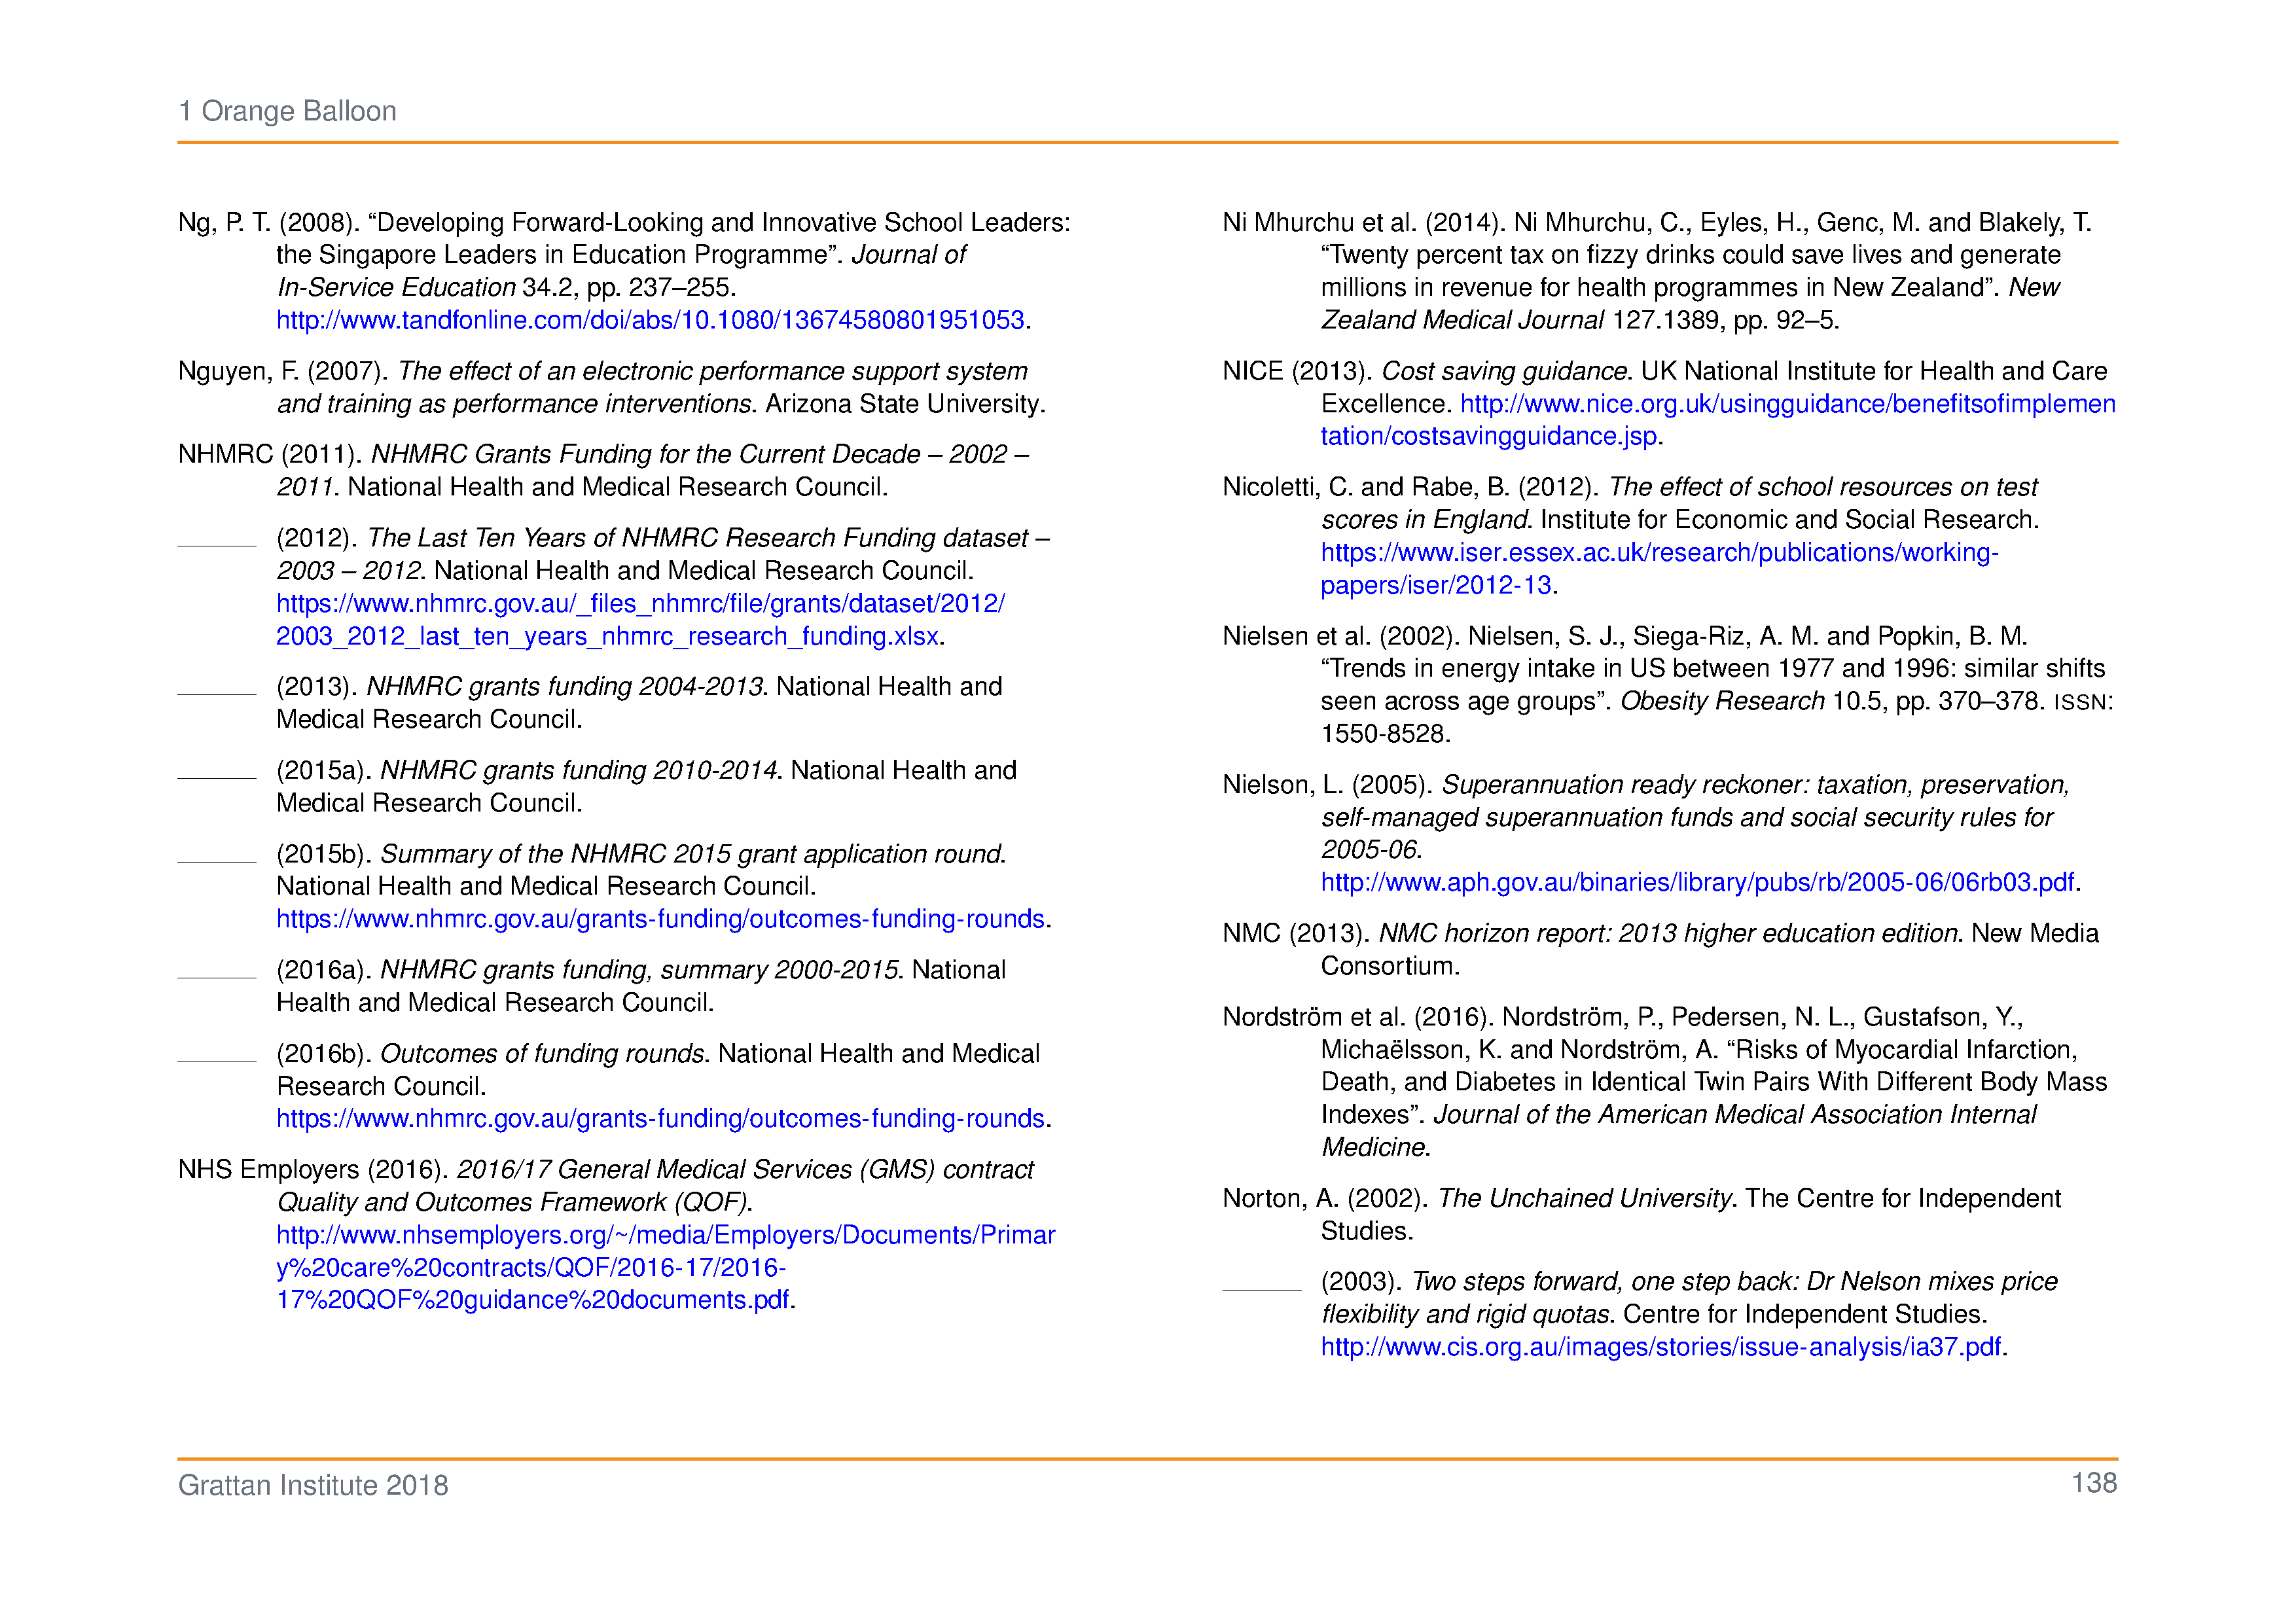 1 Orange Balloon
Ng, P. T. (2008). “Developing Forward-Looking and Innovative School Leaders:
the Singapore Leaders in Education Programme”. Journal of
In-Service Education 34.2, pp. 237–255.
http://www.tandfonline.com/doi/abs/10.1080/13674580801951053.
Nguyen, F. (2007). The effect of an electronic performance support system
and training as performance interventions. Arizona State University.
NHMRC (2011). NHMRC Grants Funding for the Current Decade – 2002 –
2011. National Health and Medical Research Council.
(2012). The Last Ten Years of NHMRC Research Funding dataset –
2003 – 2012. National Health and Medical Research Council.
https://www.nhmrc.gov.au/_files_nhmrc/file/grants/dataset/2012/
2003_2012_last_ten_years_nhmrc_research_funding.xlsx.
(2013). NHMRC grants funding 2004-2013. National Health and
Medical Research Council.
(2015a). NHMRC grants funding 2010-2014. National Health and
Medical Research Council.
(2015b). Summary of the NHMRC 2015 grant application round.
National Health and Medical Research Council.
https://www.nhmrc.gov.au/grants-funding/outcomes-funding-rounds.
(2016a). NHMRC grants funding, summary 2000-2015. National
Health and Medical Research Council.
(2016b). Outcomes of funding rounds. National Health and Medical
Research Council.
https://www.nhmrc.gov.au/grants-funding/outcomes-funding-rounds.
NHS Employers (2016). 2016/17 General Medical Services (GMS) contract
Quality and Outcomes Framework (QOF).
http://www.nhsemployers.org/~/media/Employers/Documents/Primar
y%20care%20contracts/QOF/2016-17/2016-
17%20QOF%20guidance%20documents.pdf.
Ni Mhurchu et al. (2014). Ni Mhurchu, C., Eyles, H., Genc, M. and Blakely, T.
“Twenty percent tax on fizzy drinks could save lives and generate
millions in revenue for health programmes in New Zealand”. New
Zealand Medical Journal 127.1389, pp. 92–5.
NICE (2013). Cost saving guidance. UK National Institute for Health and Care
Excellence. http://www.nice.org.uk/usingguidance/benefitsofimplemen
tation/costsavingguidance.jsp.
Nicoletti, C. and Rabe, B. (2012). The effect of school resources on test
scores in England. Institute for Economic and Social Research.
https://www.iser.essex.ac.uk/research/publications/working-
papers/iser/2012-13.
Nielsen et al. (2002). Nielsen, S. J., Siega-Riz, A. M. and Popkin, B. M.
“Trends in energy intake in US between 1977 and 1996: similar shifts
seen across age groups”. Obesity Research 10.5, pp. 370–378. ISSN:
1550-8528.
Nielson, L. (2005). Superannuation ready reckoner: taxation, preservation,
self-managed superannuation funds and social security rules for
2005-06.
http://www.aph.gov.au/binaries/library/pubs/rb/2005-06/06rb03.pdf.
NMC (2013). NMC horizon report: 2013 higher education edition. New Media
Consortium.
Nordström et al. (2016). Nordström, P., Pedersen, N. L., Gustafson, Y.,
Michaëlsson, K. and Nordström, A. “Risks of Myocardial Infarction,
Death, and Diabetes in Identical Twin Pairs With Different Body Mass
Indexes”. Journal of the American Medical Association Internal
Medicine.
Norton, A. (2002). The Unchained University. The Centre for Independent
Studies.
(2003). Two steps forward, one step back: Dr Nelson mixes price
flexibility and rigid quotas. Centre for Independent Studies.
http://www.cis.org.au/images/stories/issue-analysis/ia37.pdf.
Grattan Institute 2018
138